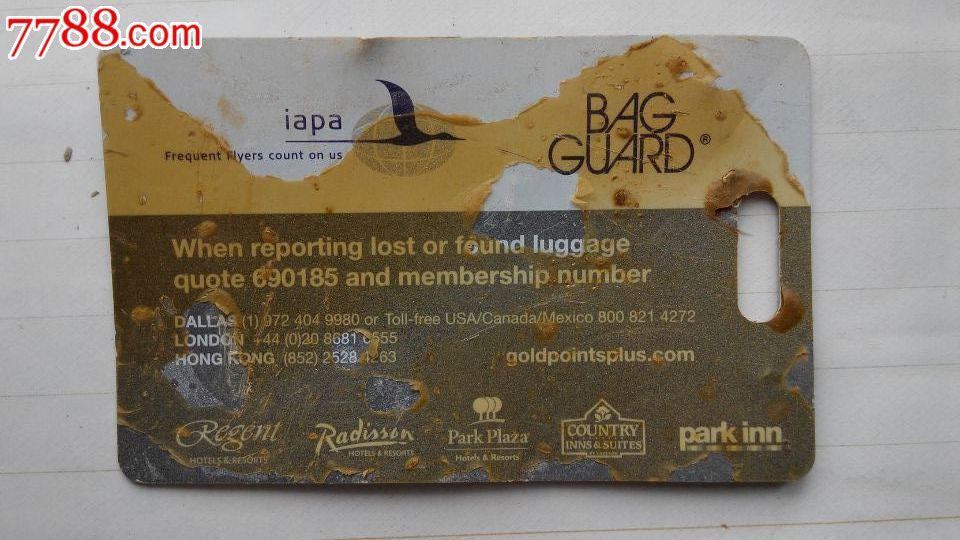 7788.com
iapa
Frequent flyers count on us
BAG
GUARD®
When reporting lost or found luggage
quote 690185 and membership number
DALLAS (1) 972 404 9980 or Toll-free USA/Canada/Mexico 800 821 4272
LONDON +44 (0)20 8681 6555
HONG KONG (852) 2528 4263
goldpointsplus.com
Regent
HOTELS & RESORTS
Radisson
HOTELS & RESORTS
Park Plaza
Hotels & Resorts
COUNTRY
INNS & SUITES
BY CARLSON
park inn